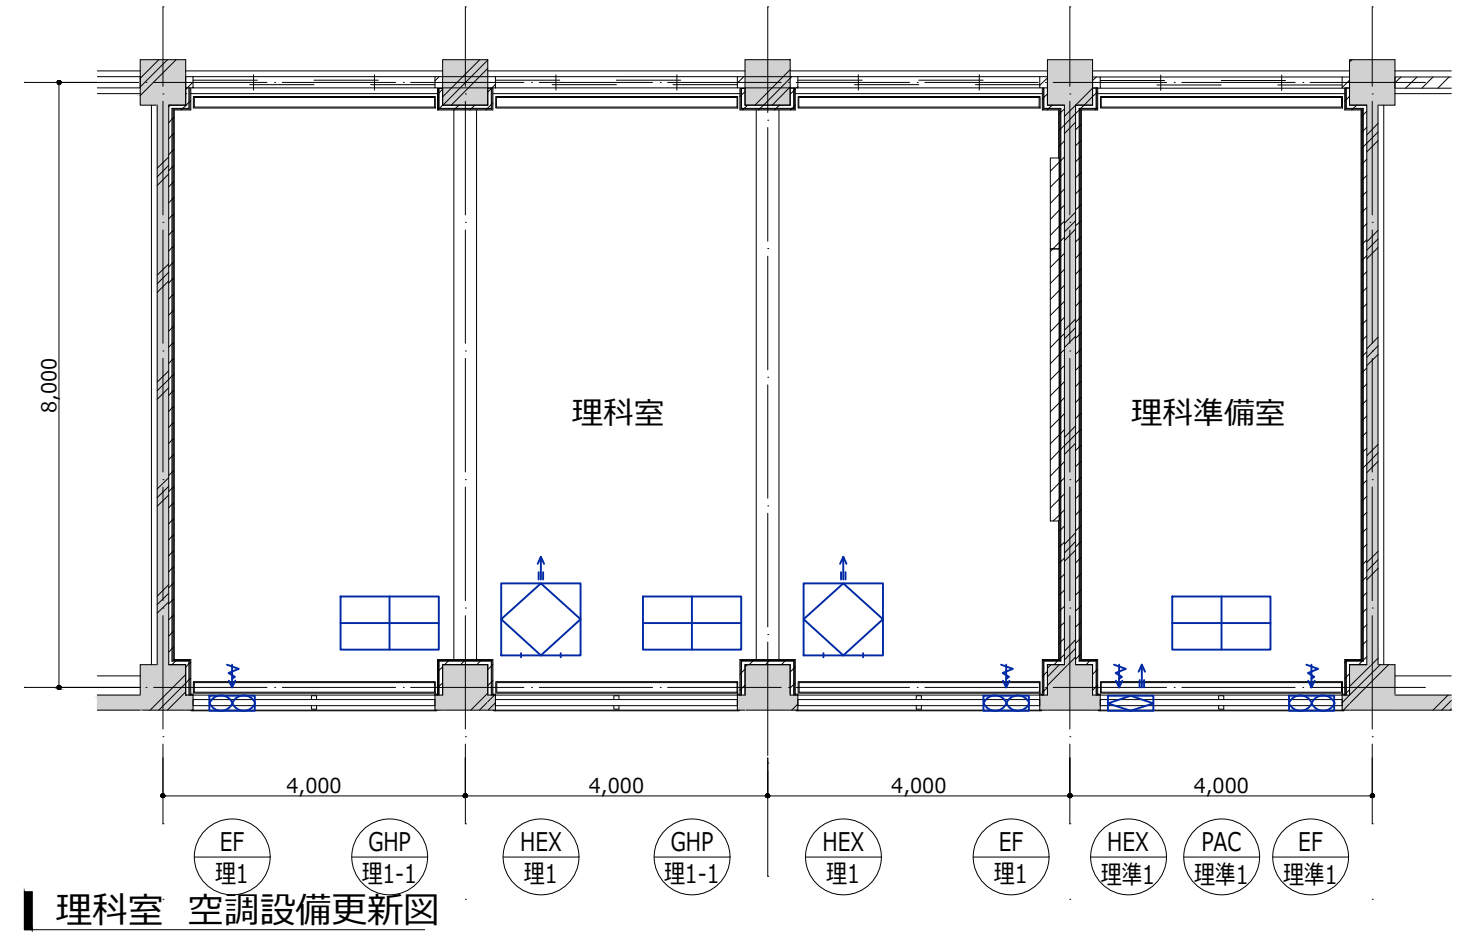 8,000
理科室
理科準備室
4,000
4,000
4,000
4,000
EF
理1
GHP
理1-1
HEX
理1
GHP
理1-1
HEX
理1
EF
理1
HEX
理準1
PAC
理準1
EF
理準1
理科室 空調設備更新図